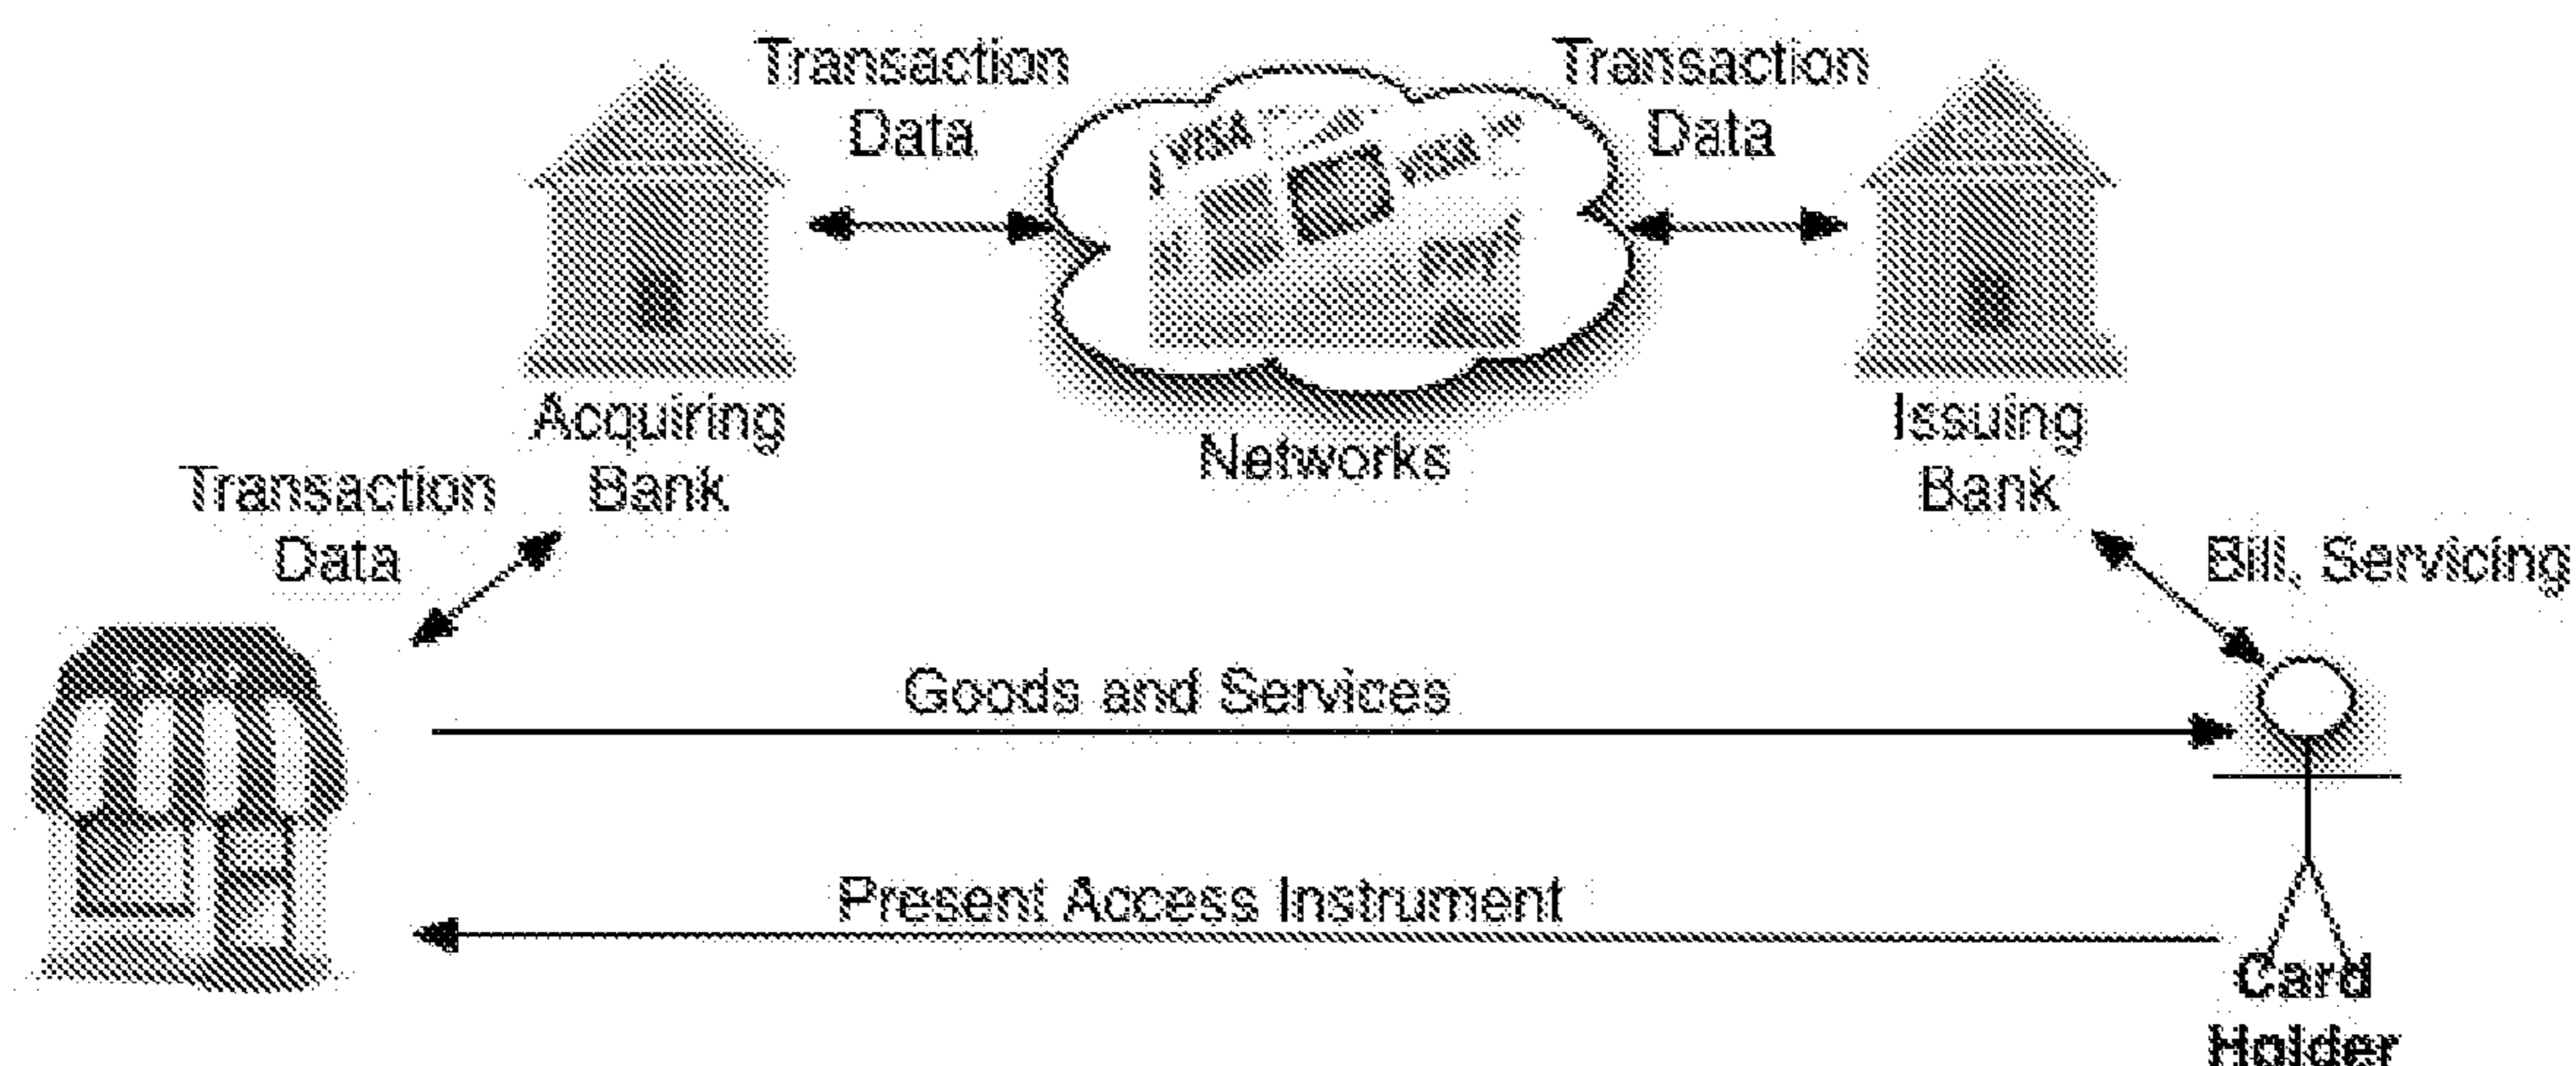 Transaction
Data
Transaction
Data
VISA
Acquiring
Bank
Networks
Issuing
Bank
Transaction
Data
Bill, Servicing
Goods and Services
Present Access Instrument
Card
Holder